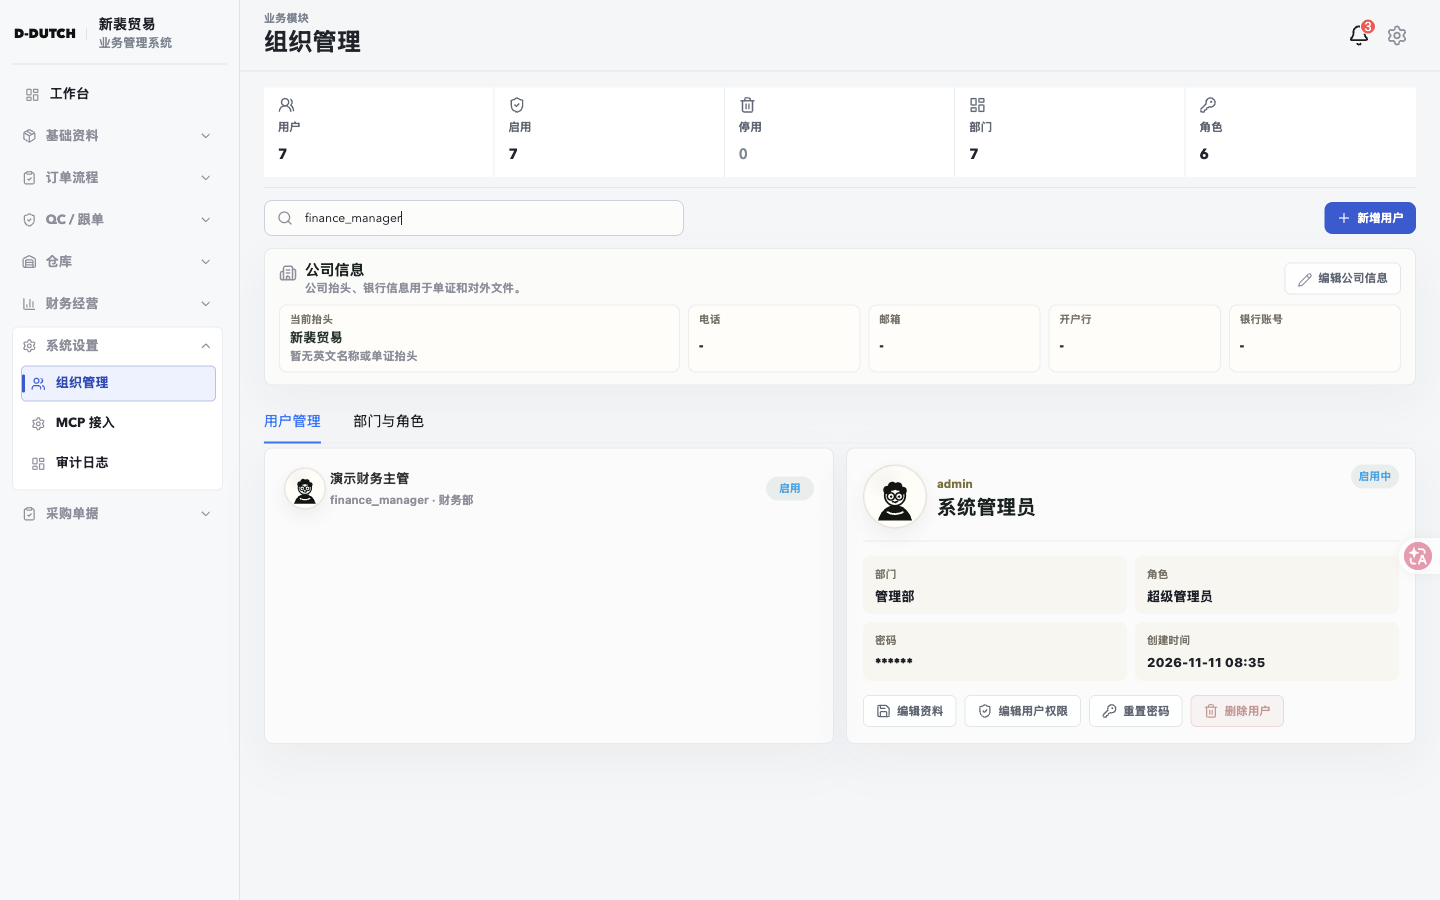 D-DUTCH
新裴贸易
业务管理系统
工作台
基础资料
订单流程
QC / 跟单
仓库
财务经营
系统设置
组织管理
MCP 接入
审计日志
采购单据
业务模块
组织管理
3
用户
7
启用
7
停用
0
部门
7
角色
6
finance_manager
新增用户
公司信息
公司抬头、银行信息用于单证和对外文件。
编辑公司信息
当前抬头
新裴贸易
暂无英文名称或单证抬头
电话
-
邮箱
-
开户行
-
银行账号
-
用户管理
部门与角色
演示财务主管
finance_manager · 财务部
启用
admin
系统管理员
启用中
部门
管理部
角色
超级管理员
密码
******
创建时间
2026-11-11 08:35
编辑资料
编辑用户权限
重置密码
删除用户